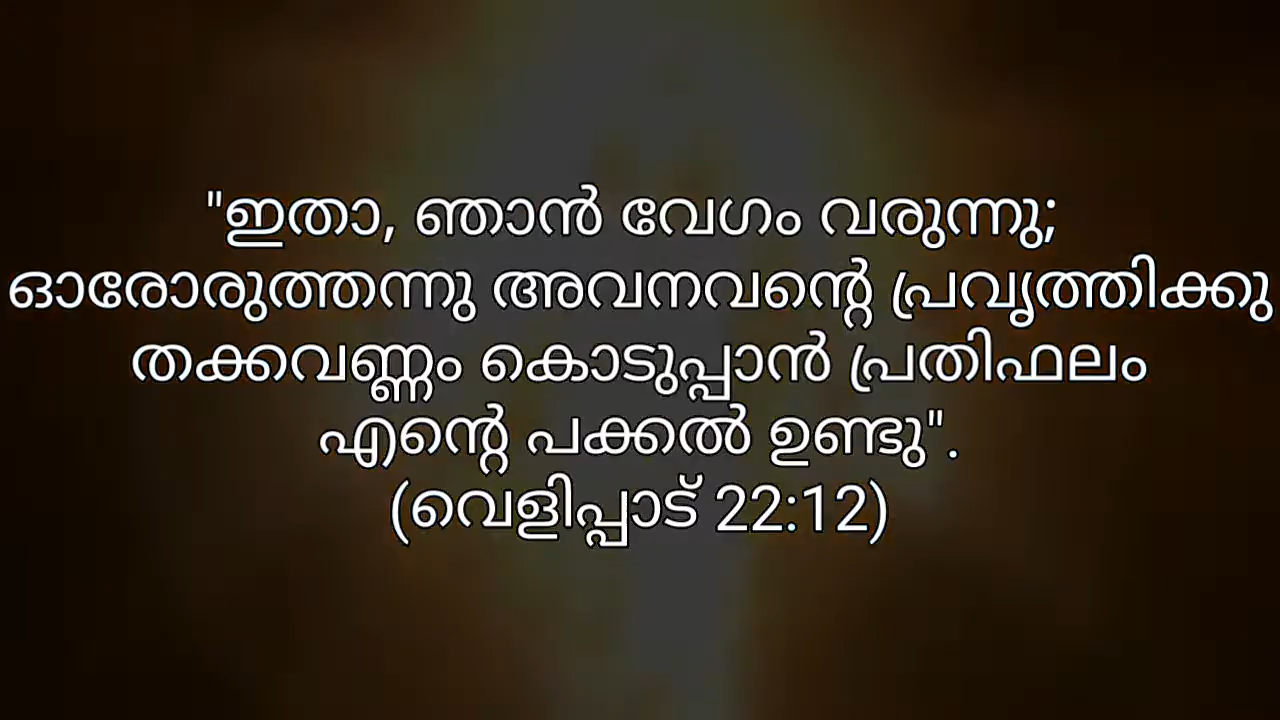 "ഇതാ, ഞാൻ വേഗം വരുന്നു;
ഓരോരുത്തന്നു അവനവന്റെ പ്രവൃത്തിക്കു
തക്കവണ്ണം കൊടുപ്പാൻ പ്രതിഫലം
എന്റെ പക്കൽ ഉണ്ടു".
(വെളിപ്പാട് 22:12)